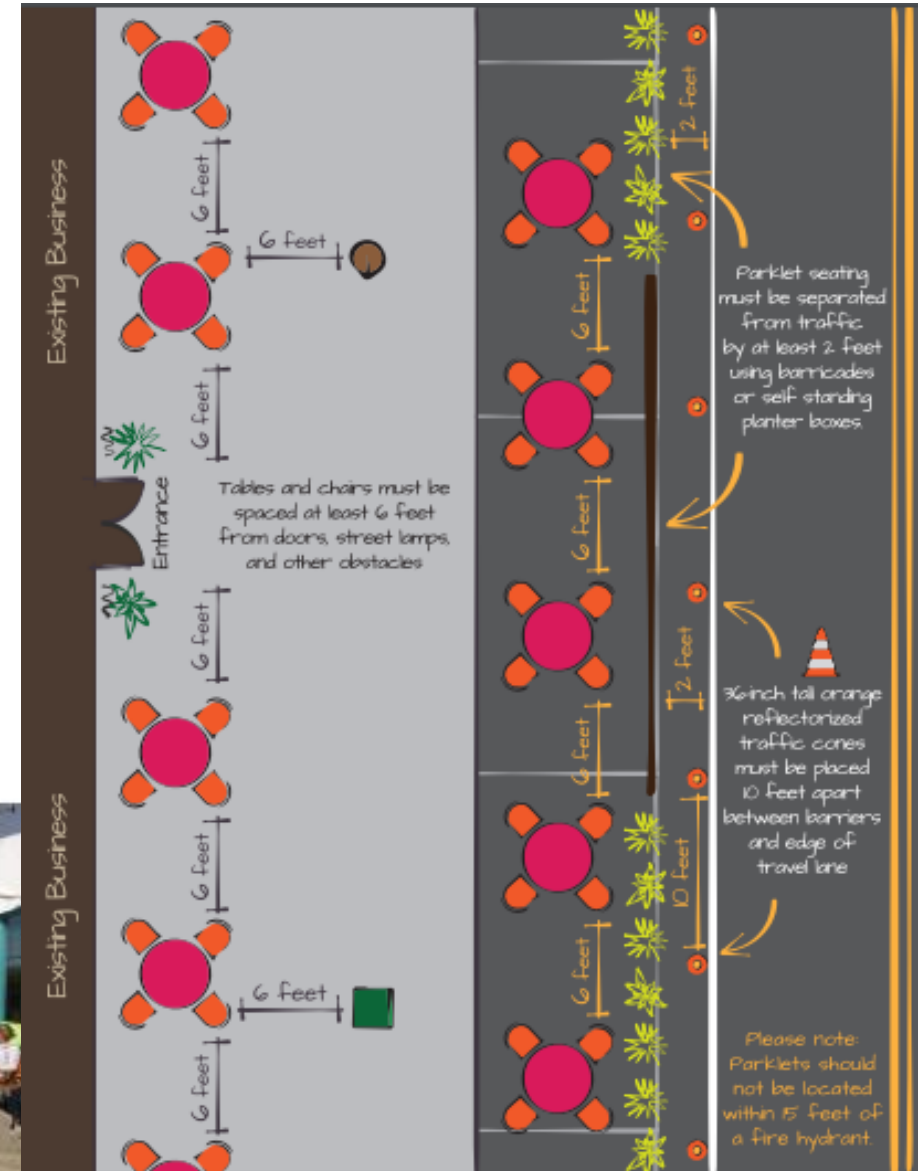 Existing Business
6 feet
6 feet
6 feet
Entrance
Tables and chairs must be
spaced at least 6 feet
from doors, street lamps,
and other obstacles
6 feet
Existing Business
6 feet
6 feet
6 feet
2 feet
6 feet
6 feet
2 feet
6 feet
10 feet
6 feet
Parklet seating
must be separated
from traffic
by at least 2 feet
using barricades
or self standing
planter boxes.
36-inch tall orange
reflectorized
traffic cones
must be placed
10 feet apart
between barriers
and edge of
travel lane
Please note:
Parklets should
not be located
within 15 feet of
a fire hydrant.